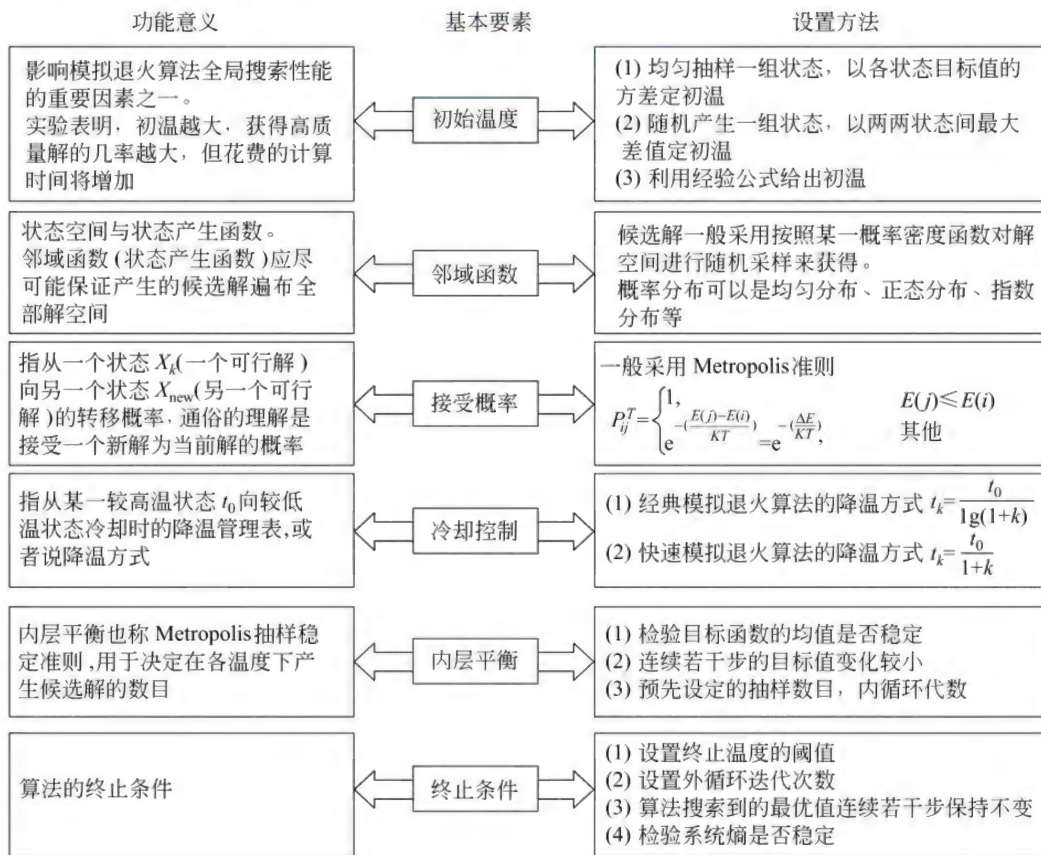 功能意义 基本要素 设置方法
影响模拟退火算法全局搜索性能
的重要因素之一。
实验表明，初温越大，获得高质
量解的几率越大，但花费的计算
时间将增加
初始温度
(1) 均匀抽样一组状态，以各状态目标值的
方差定初温
(2) 随机产生一组状态，以两两状态间最大
差值定初温
(3) 利用经验公式给出初温
状态空间与状态产生函数。
邻域函数(状态产生函数)应尽
可能保证产生的候选解遍布全
部解空间
邻域函数
候选解一般采用按照某一概率密度函数对解
空间进行随机采样来获得。
概率分布可以是均匀分布、正态分布、指数
分布等
指从一个状态 X_k(一个可行解)
向另一个状态 X_new(另一个可行
解)的转移概率，通俗的理解是
接受一个新解为当前解的概率
接受概率
一般采用 Metropolis准则
P_{ij}^T={1, E(j)≤E(i)
e^{-(\frac{E(j)-E(i)}{KT})}=e^{-(\frac{ΔE}{KT})}, 其他
指从某一较高温状态 t_0向较低
温状态冷却时的降温管理表,或
者说降温方式
冷却控制
(1) 经典模拟退火算法的降温方式 t_k=\frac{t_0}{lg(1+k)}
(2) 快速模拟退火算法的降温方式 t_k=\frac{t_0}{1+k}
内层平衡也称 Metropolis抽样稳
定准则,用于决定在各温度下产
生候选解的数目
内层平衡
(1) 检验目标函数的均值是否稳定
(2) 连续若干步的目标值变化较小
(3) 预先设定的抽样数目，内循环代数
算法的终止条件
终止条件
(1) 设置终止温度的阈值
(2) 设置外循环迭代次数
(3) 算法搜索到的最优值连续若干步保持不变
(4) 检验系统熵是否稳定